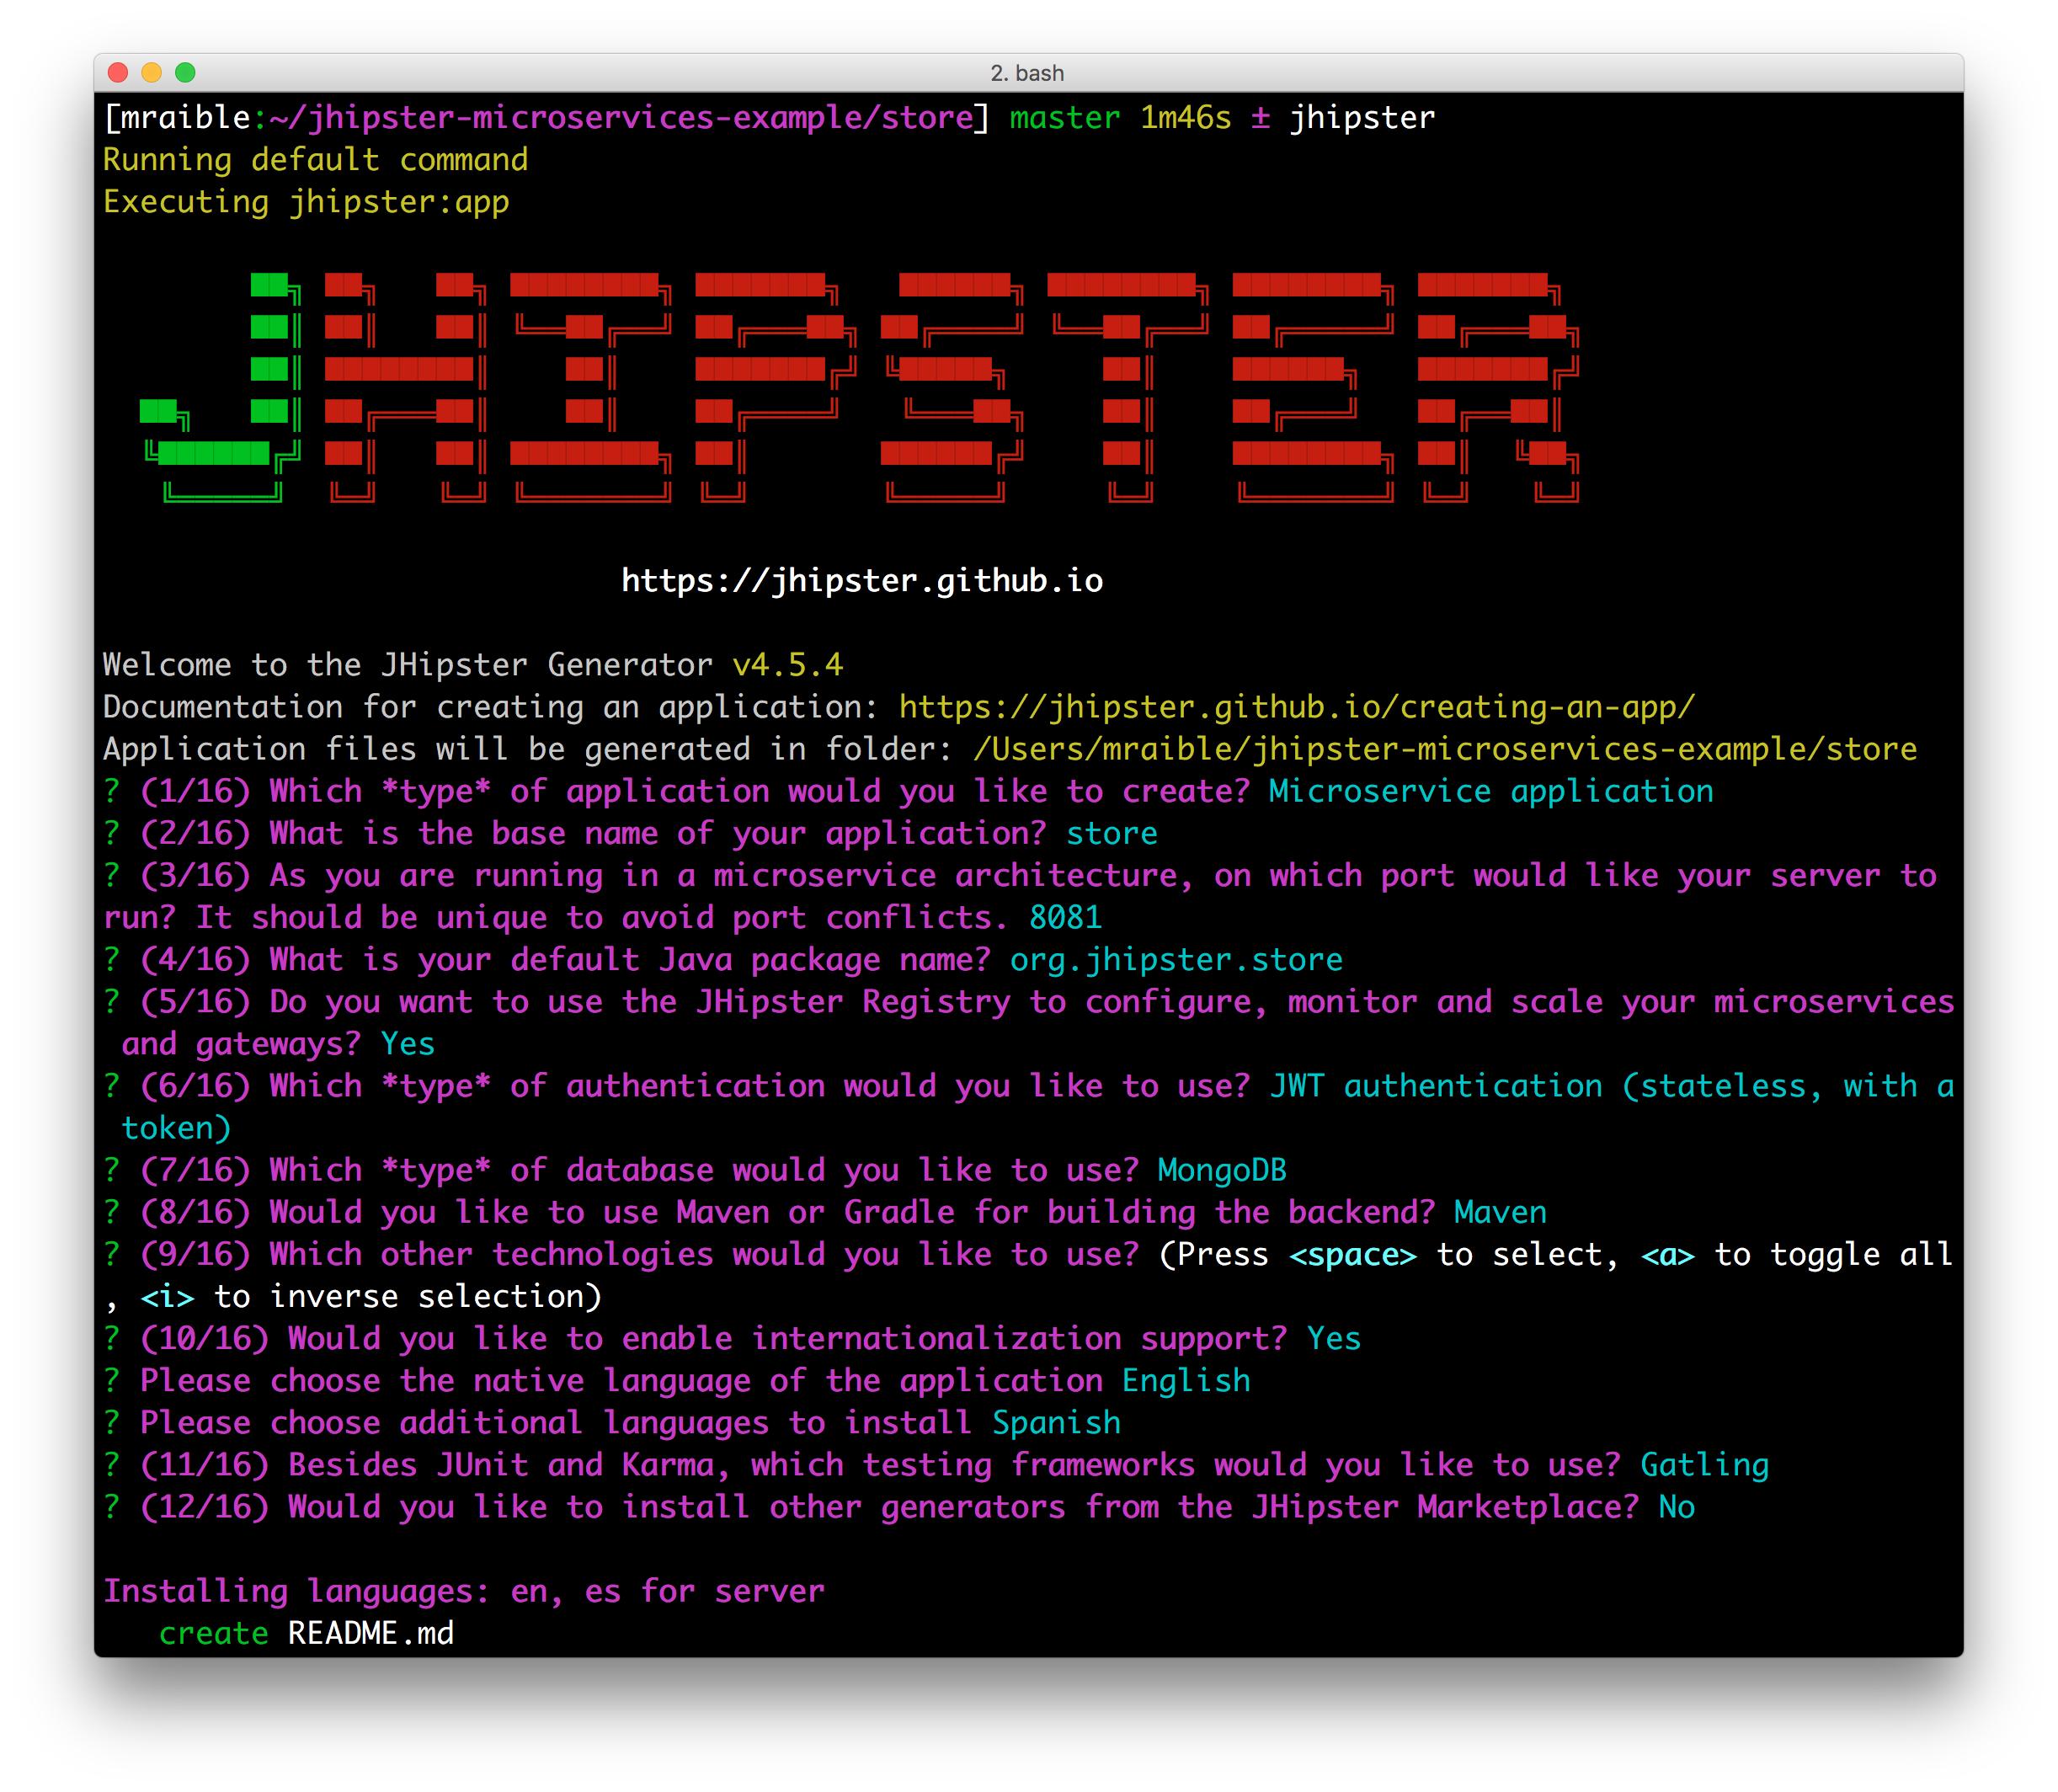 2. bash
[mraible:~/jhipster-microservices-example/store] master 1m46s ± jhipster
Running default command
Executing jhipster:app
JHIPSTER
https://jhipster.github.io
Welcome to the JHipster Generator v4.5.4
Documentation for creating an application: https://jhipster.github.io/creating-an-app/
Application files will be generated in folder: /Users/mraible/jhipster-microservices-example/store
? (1/16) Which *type* of application would you like to create? Microservice application
? (2/16) What is the base name of your application? store
? (3/16) As you are running in a microservice architecture, on which port would like your server to
run? It should be unique to avoid port conflicts. 8081
? (4/16) What is your default Java package name? org.jhipster.store
? (5/16) Do you want to use the JHipster Registry to configure, monitor and scale your microservices
and gateways? Yes
? (6/16) Which *type* of authentication would you like to use? JWT authentication (stateless, with a
token)
? (7/16) Which *type* of database would you like to use? MongoDB
? (8/16) Would you like to use Maven or Gradle for building the backend? Maven
? (9/16) Which other technologies would you like to use? (Press <space> to select, <a> to toggle all
, <i> to inverse selection)
? (10/16) Would you like to enable internationalization support? Yes
? Please choose the native language of the application English
? Please choose additional languages to install Spanish
? (11/16) Besides JUnit and Karma, which testing frameworks would you like to use? Gatling
? (12/16) Would you like to install other generators from the JHipster Marketplace? No
Installing languages: en, es for server
create README.md